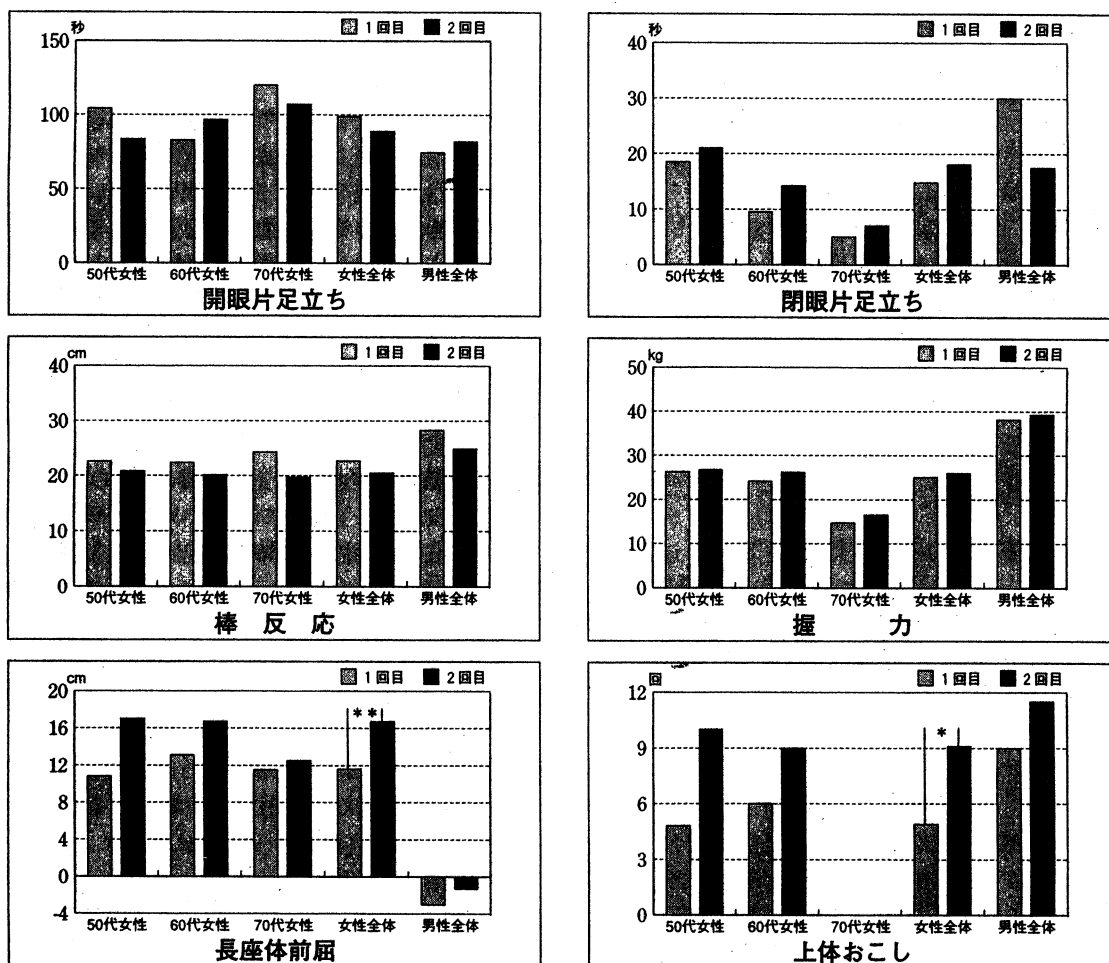 秒 1回目 2回目
150
100
50
0
50代女性 60代女性 70代女性 女性全体 男性全体
開眼片足立ち
秒 1回目 2回目
40
30
20
10
0
50代女性 60代女性 70代女性 女性全体 男性全体
閉眼片足立ち
cm 1回目 2回目
40
30
20
10
0
50代女性 60代女性 70代女性 女性全体 男性全体
棒 反 応
kg 1回目 2回目
50
40
30
20
10
0
50代女性 60代女性 70代女性 女性全体 男性全体
握 力
cm 1回目 2回目
20
16
**
12
8
4
0
-4
50代女性 60代女性 70代女性 女性全体 男性全体
長座体前屈
回 1回目 2回目
12
*
9
6
3
0
50代女性 60代女性 70代女性 女性全体 男性全体
上体おこし